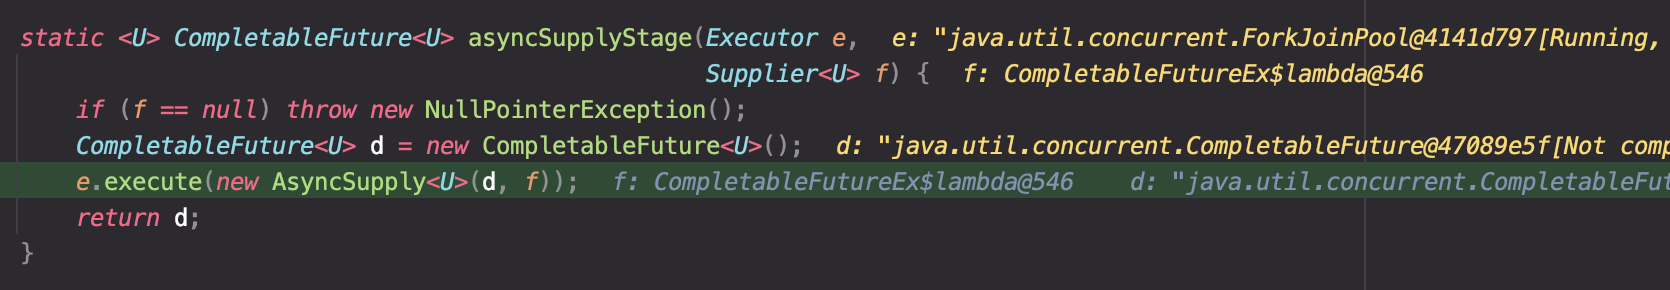 static <U> CompletableFuture<U> asyncSupplyStage(Executor e,   e: "java.util.concurrent.ForkJoinPool@4141d797[Running,
Supplier<U> f) {   f: CompletableFutureEx$lambda@546
if (f == null) throw new NullPointerException();
CompletableFuture<U> d = new CompletableFuture<U>();   d: "java.util.concurrent.CompletableFuture@47089e5f[Not comp
e.execute(new AsyncSupply<U>(d, f));   f: CompletableFutureEx$lambda@546   d: "java.util.concurrent.CompletableFut
return d;
}